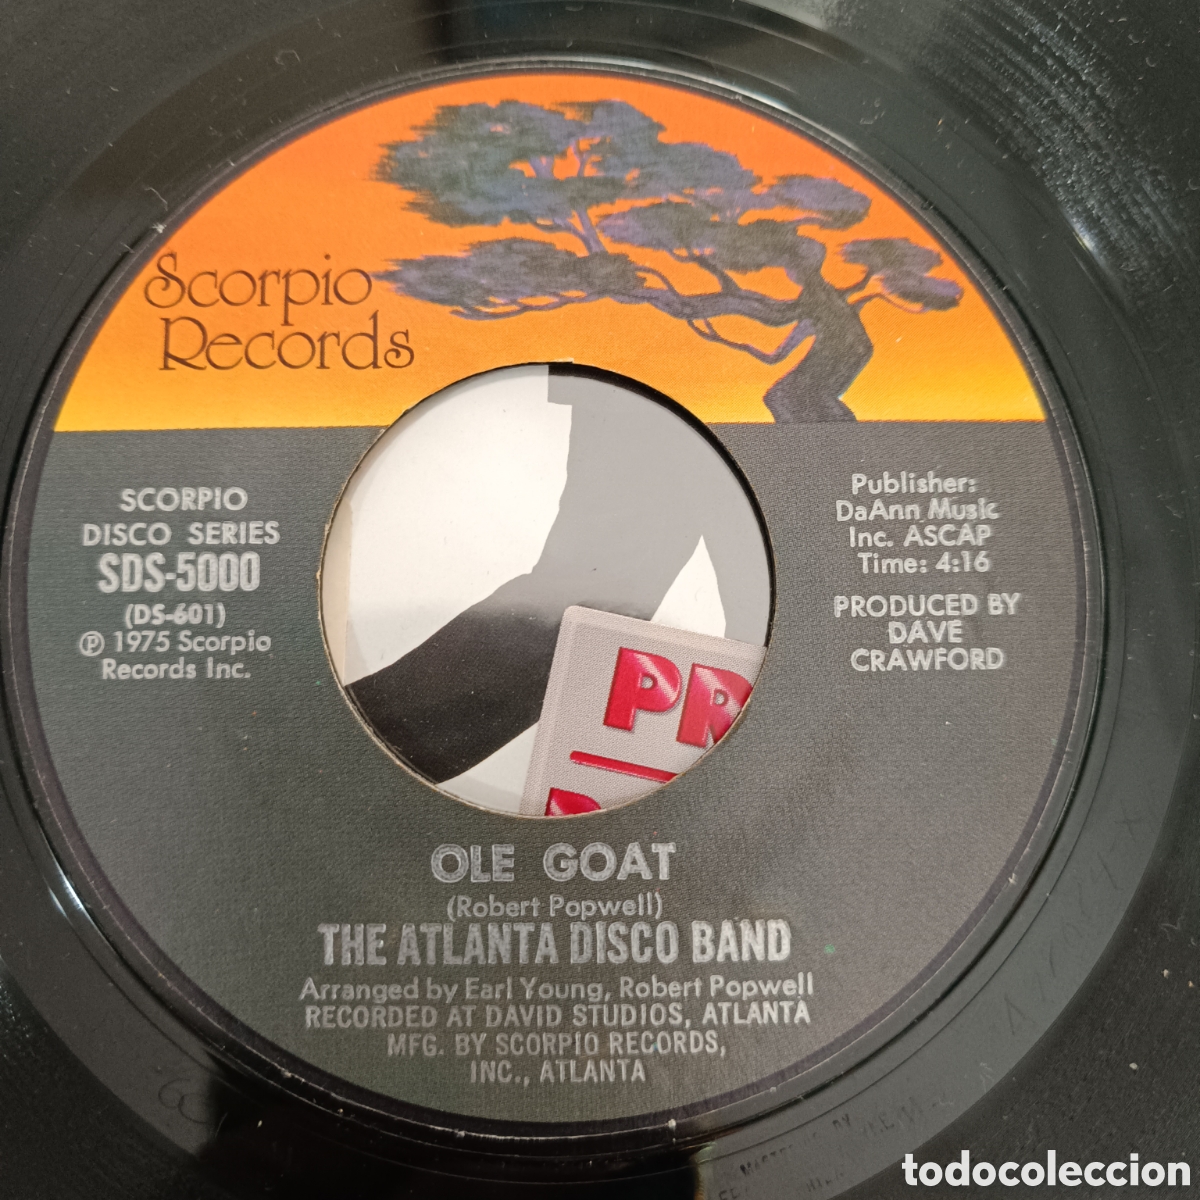 Scorpio
Records
SCORPIO
DISCO SERIES
SDS-5000
(DS-601)
℗ 1975 Scorpio
Records Inc.
Publisher:
DaAnn Music
Inc. ASCAP
Time: 4:16
PRODUCED BY
DAVE
CRAWFORD
PR
OLE GOAT
(Robert Popwell)
THE ATLANTA DISCO BAND
Arranged by Earl Young, Robert Popwell
RECORDED AT DAVID STUDIOS, ATLANTA
MFG. BY SCORPIO RECORDS,
INC., ATLANTA
todocoleccion